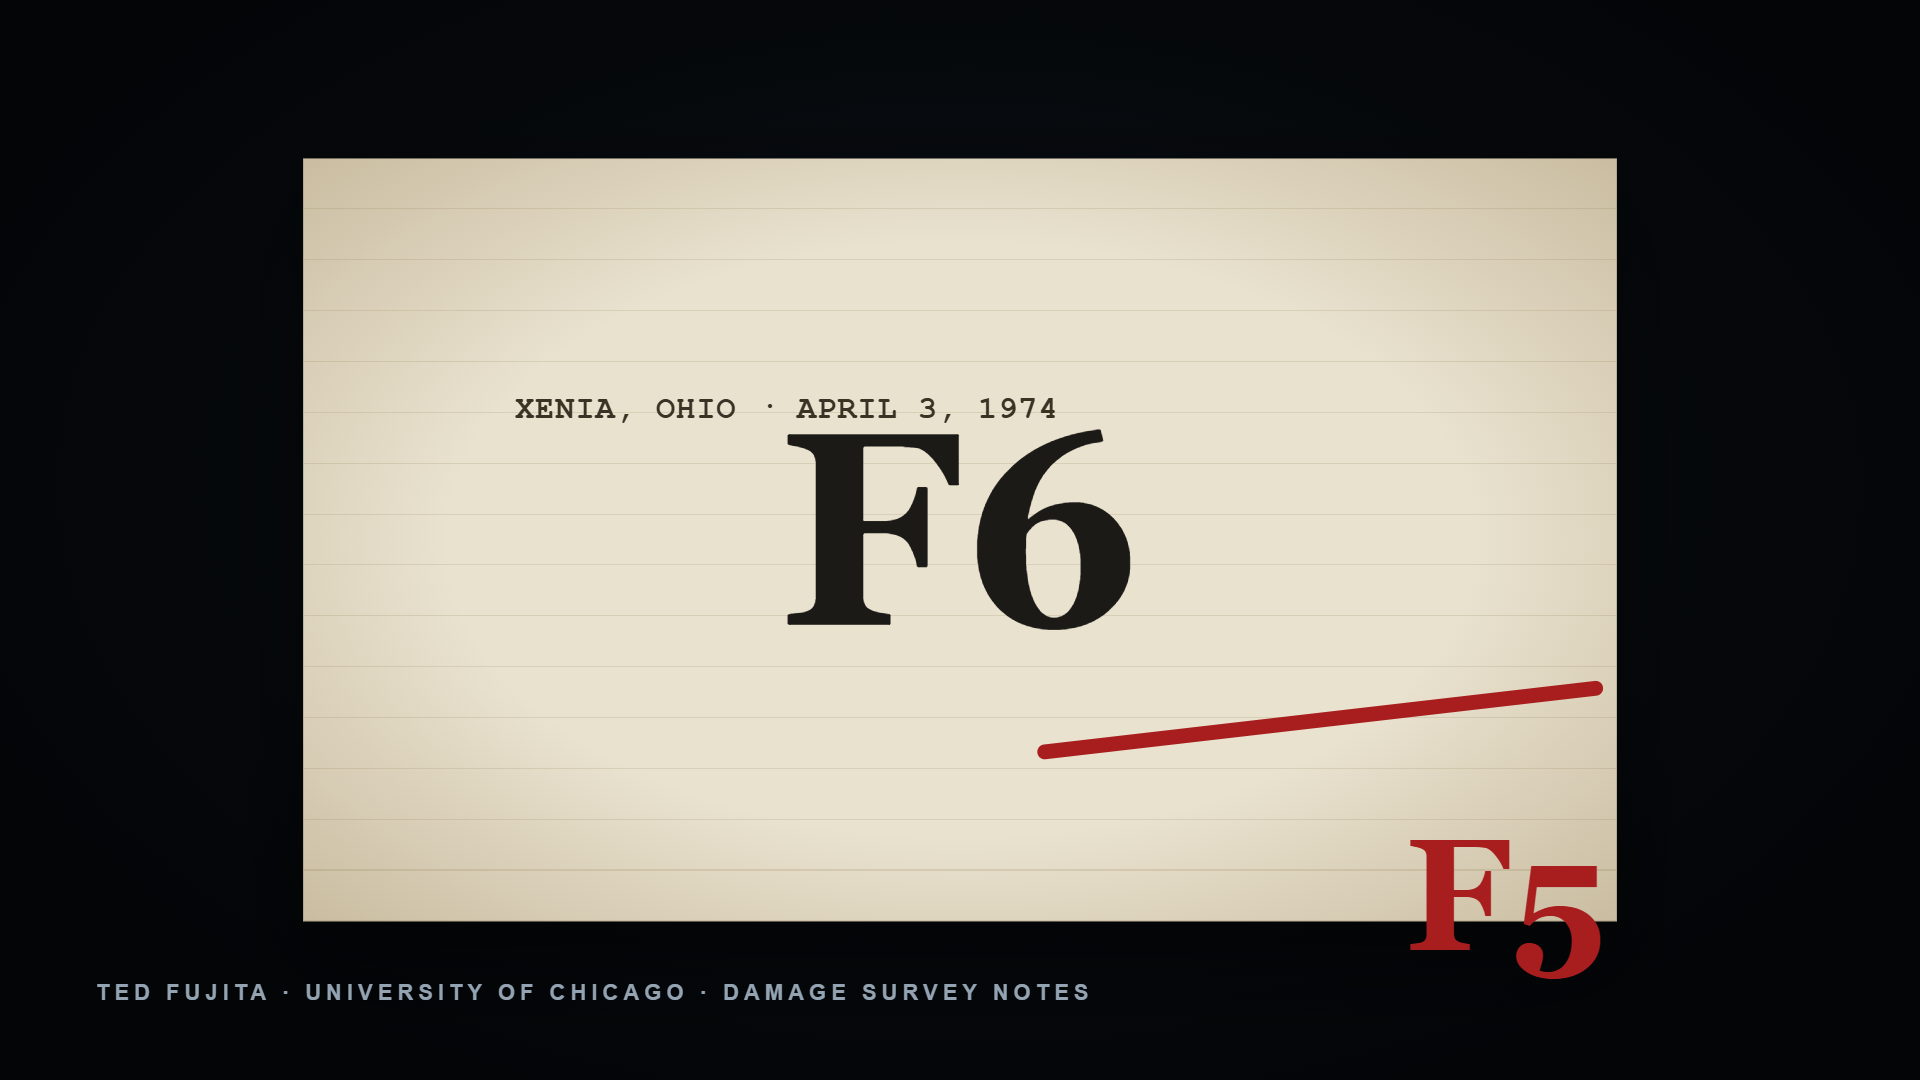 XENIA, OHIO · APRIL 3, 1974
F6
F5
TED FUJITA · UNIVERSITY OF CHICAGO · DAMAGE SURVEY NOTES